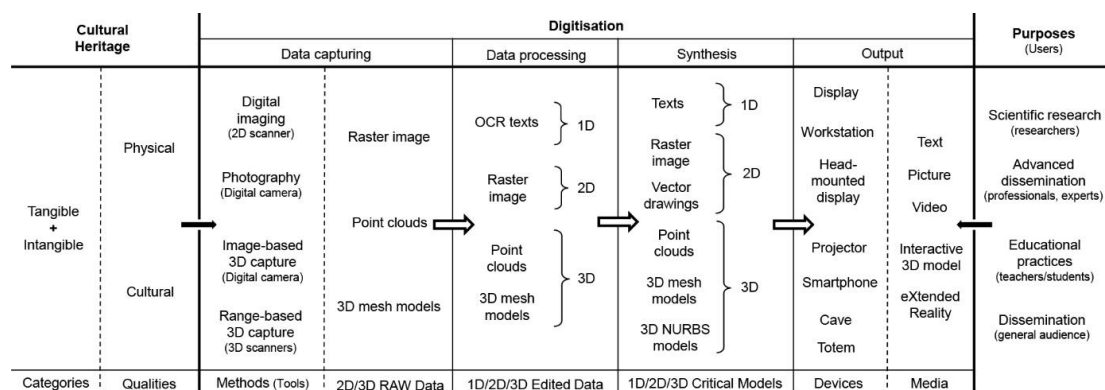 Cultural
Heritage
Digitisation
Purposes
(Users)
Data capturing
Data processing
Synthesis
Output
Tangible
+
Intangible
Physical
Cultural
Digital
imaging
(2D scanner)
Photography
(Digital camera)
Image-based
3D capture
(Digital camera)
Range-based
3D capture
(3D scanners)
Raster image
Point clouds
3D mesh models
OCR texts
1D
Raster
image
2D
Point
clouds
3D mesh
models
3D
Texts
1D
Raster
image
Vector
drawings
2D
Point
clouds
3D mesh
models
3D NURBS
models
3D
Display
Workstation
Head-
mounted
display
Projector
Smartphone
Cave
Totem
Text
Picture
Video
Interactive
3D model
eXtended
Reality
Scientific research
(researchers)
Advanced
dissemination
(professionals, experts)
Educational
practices
(teachers/students)
Dissemination
(general audience)
Categories
Qualities
Methods (Tools)
2D/3D RAW Data
1D/2D/3D Edited Data
1D/2D/3D Critical Models
Devices
Media